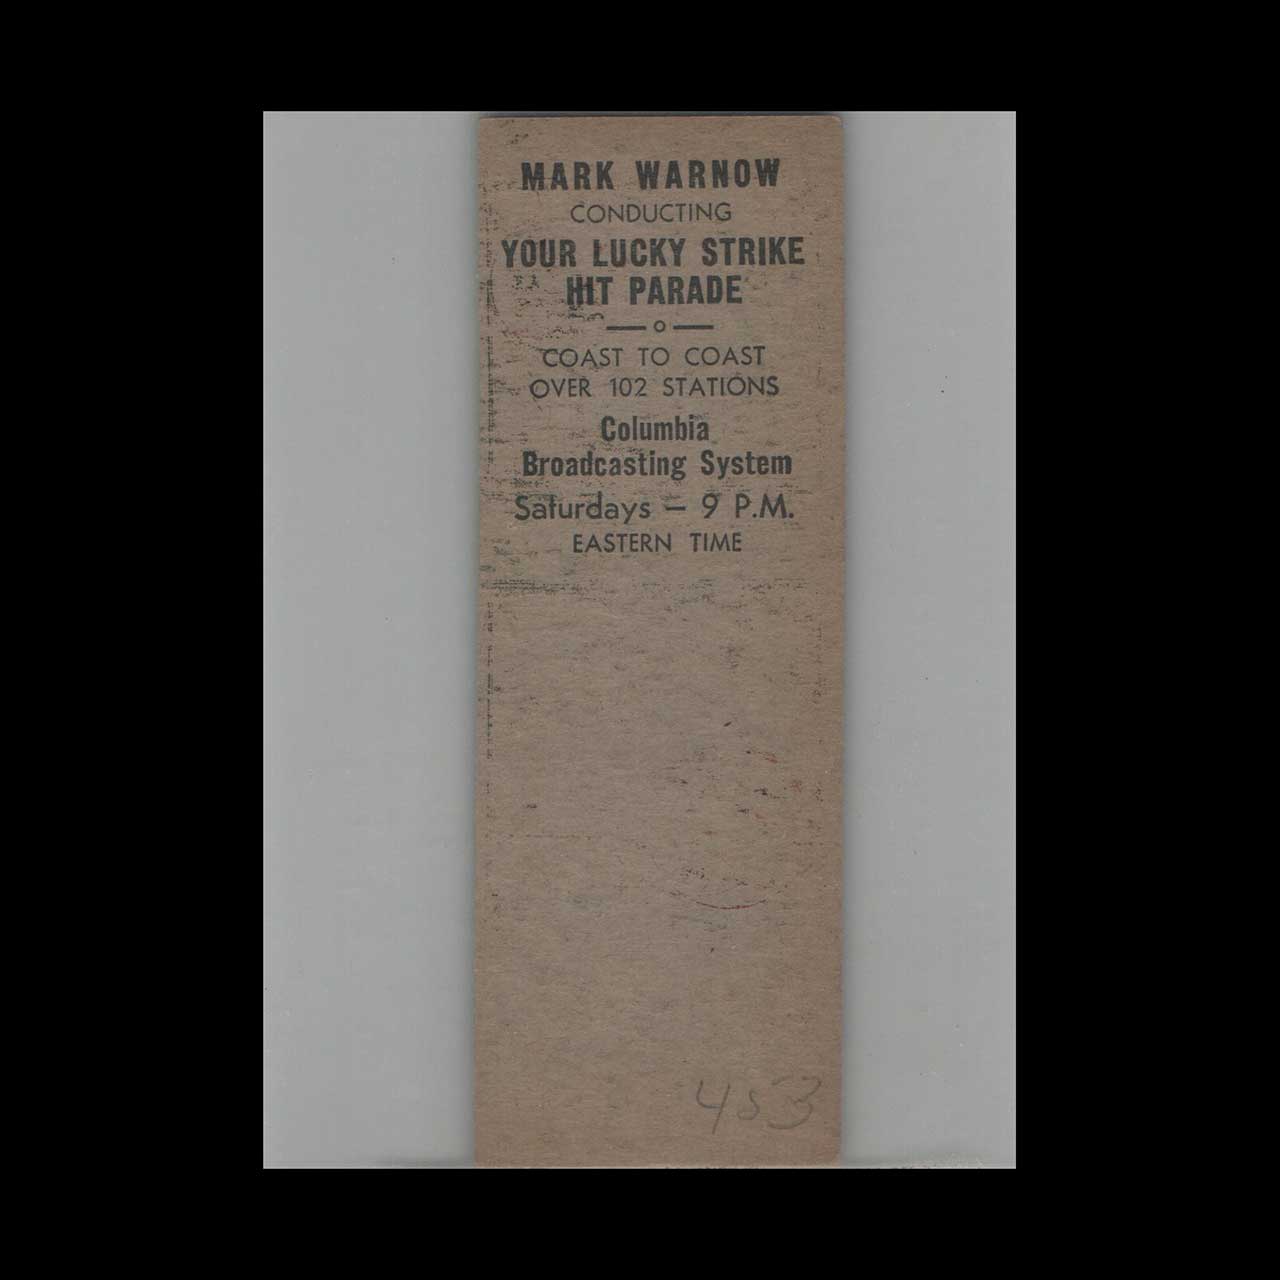 MARK WARNOW
CONDUCTING
YOUR LUCKY STRIKE
HIT PARADE
COAST TO COAST
OVER 102 STATIONS
Columbia
Broadcasting System
Saturdays – 9 P.M.
EASTERN TIME
453